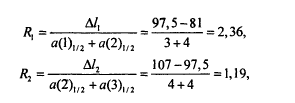 R₁ = Δl₁ / (a(1)₁/₂ + a(2)₁/₂) = (97,5 − 81) / (3 + 4) = 2,36,
R₂ = Δl₂ / (a(2)₁/₂ + a(3)₁/₂) = (107 − 97,5) / (4 + 4) = 1,19,